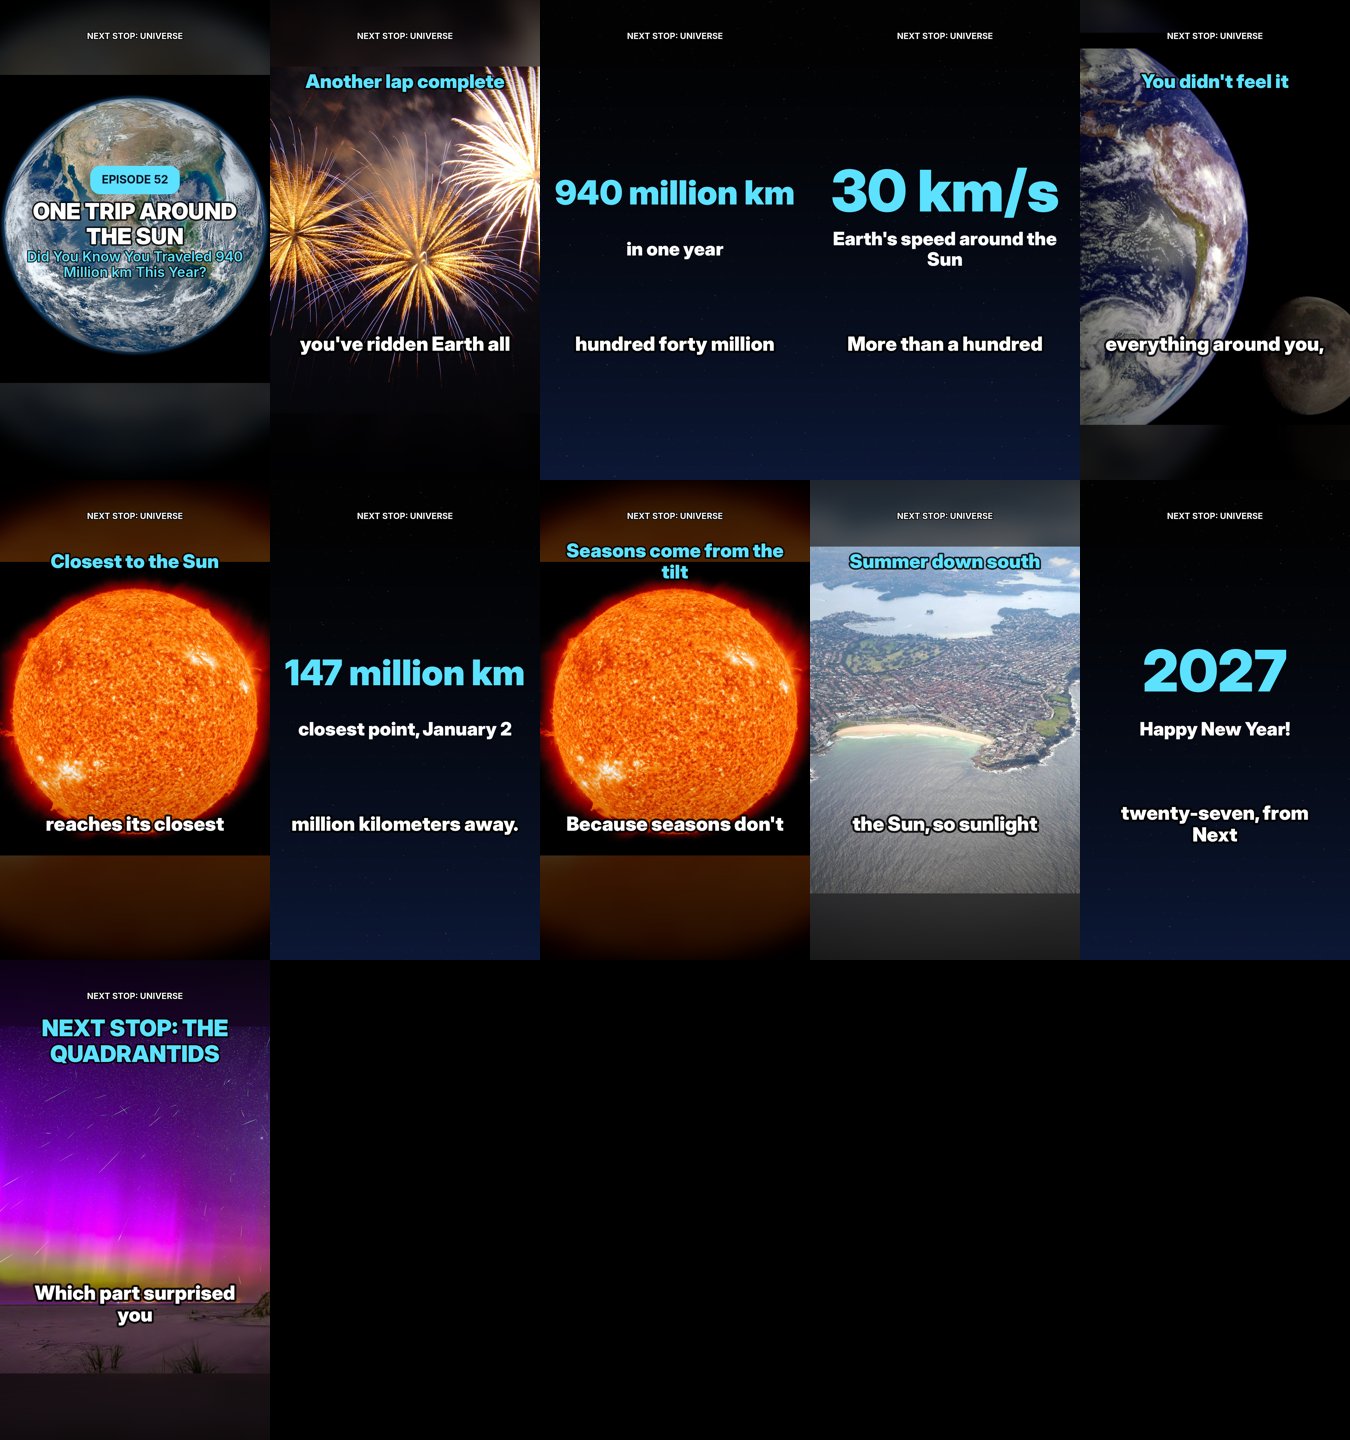 NEXT STOP: UNIVERSE
EPISODE 52
ONE TRIP AROUND
THE SUN
Did You Know You Traveled 940
Million km This Year?
NEXT STOP: UNIVERSE
Another lap complete
you've ridden Earth all
NEXT STOP: UNIVERSE
940 million km
in one year
hundred forty million
NEXT STOP: UNIVERSE
30 km/s
Earth's speed around the
Sun
More than a hundred
NEXT STOP: UNIVERSE
You didn't feel it
everything around you,
NEXT STOP: UNIVERSE
Closest to the Sun
reaches its closest
NEXT STOP: UNIVERSE
147 million km
closest point, January 2
million kilometers away.
NEXT STOP: UNIVERSE
Seasons come from the
tilt
Because seasons don't
NEXT STOP: UNIVERSE
Summer down south
the Sun, so sunlight
NEXT STOP: UNIVERSE
2027
Happy New Year!
twenty-seven, from
Next
NEXT STOP: UNIVERSE
NEXT STOP: THE
QUADRANTIDS
Which part surprised
you